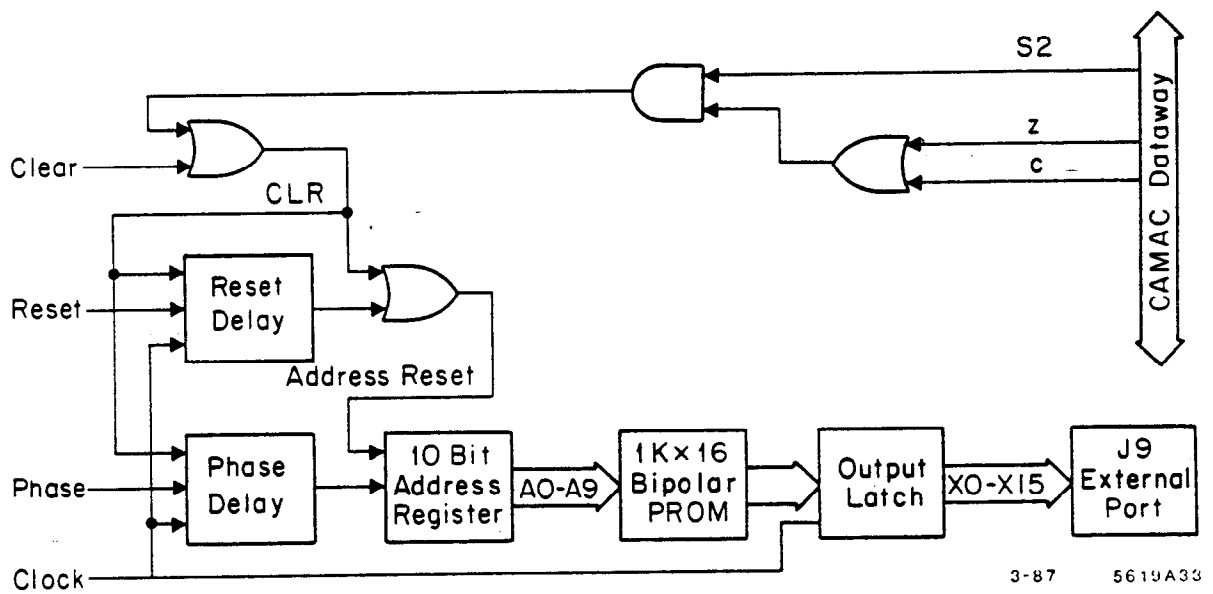 S2
Z
C
CAMAC Dataway
Clear
CLR
Reset
Reset
Delay
Address Reset
Phase
Phase
Delay
10 Bit
Address
Register
A0-A9
1K×16
Bipolar
PROM
Output
Latch
X0-X15
J9
External
Port
Clock
3-87
5619A33